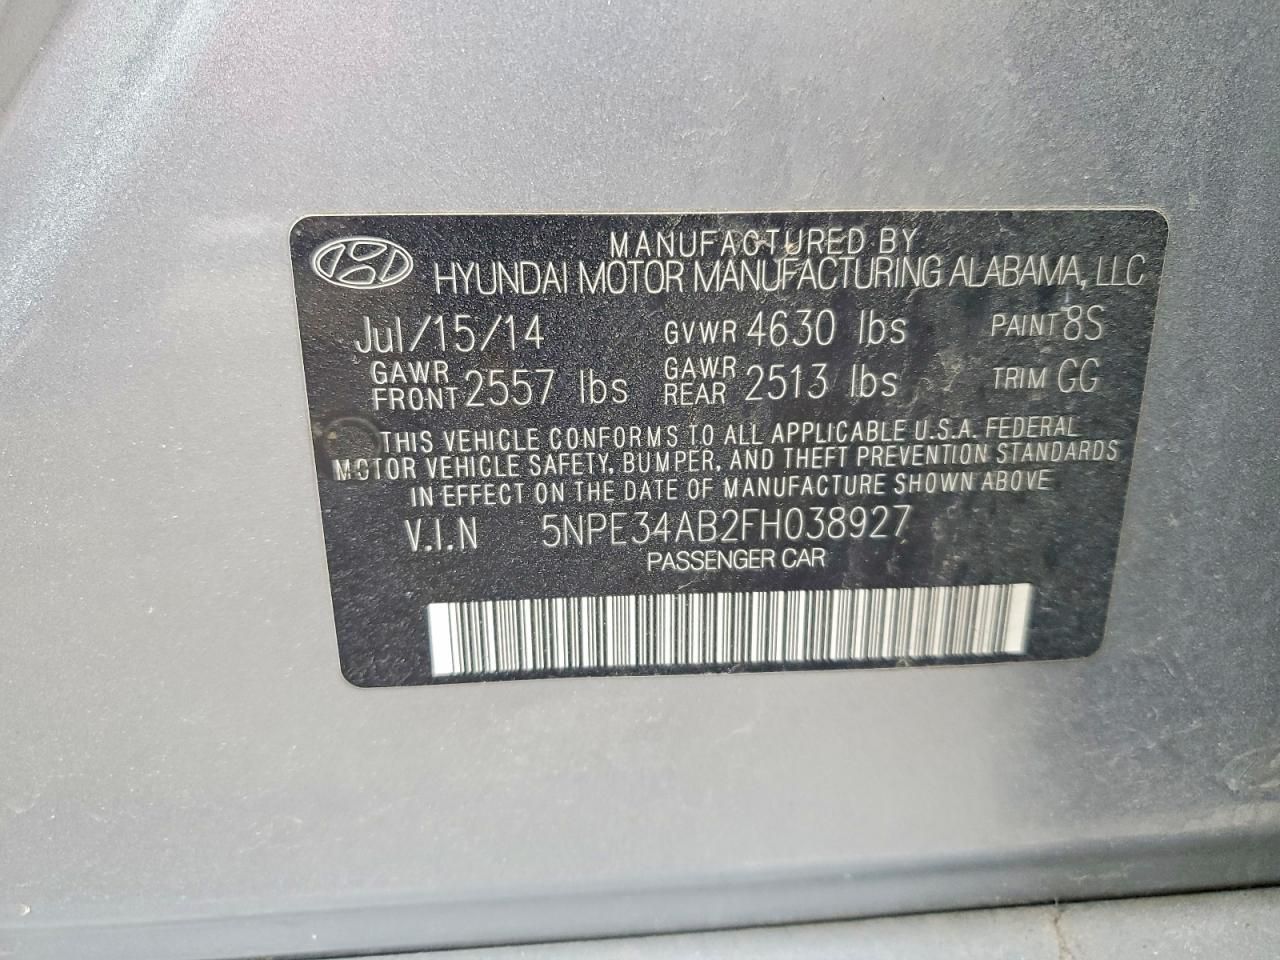 MANUFACTURED BY
HYUNDAI MOTOR MANUFACTURING ALABAMA, LLC
Jul/15/14 GVWR 4630 lbs PAINT 8S
GAWR FRONT 2557 lbs GAWR REAR 2513 lbs TRIM GG
THIS VEHICLE CONFORMS TO ALL APPLICABLE U.S.A. FEDERAL
MOTOR VEHICLE SAFETY, BUMPER, AND THEFT PREVENTION STANDARDS
IN EFFECT ON THE DATE OF MANUFACTURE SHOWN ABOVE
V.I.N 5NPE34AB2FH038927
PASSENGER CAR